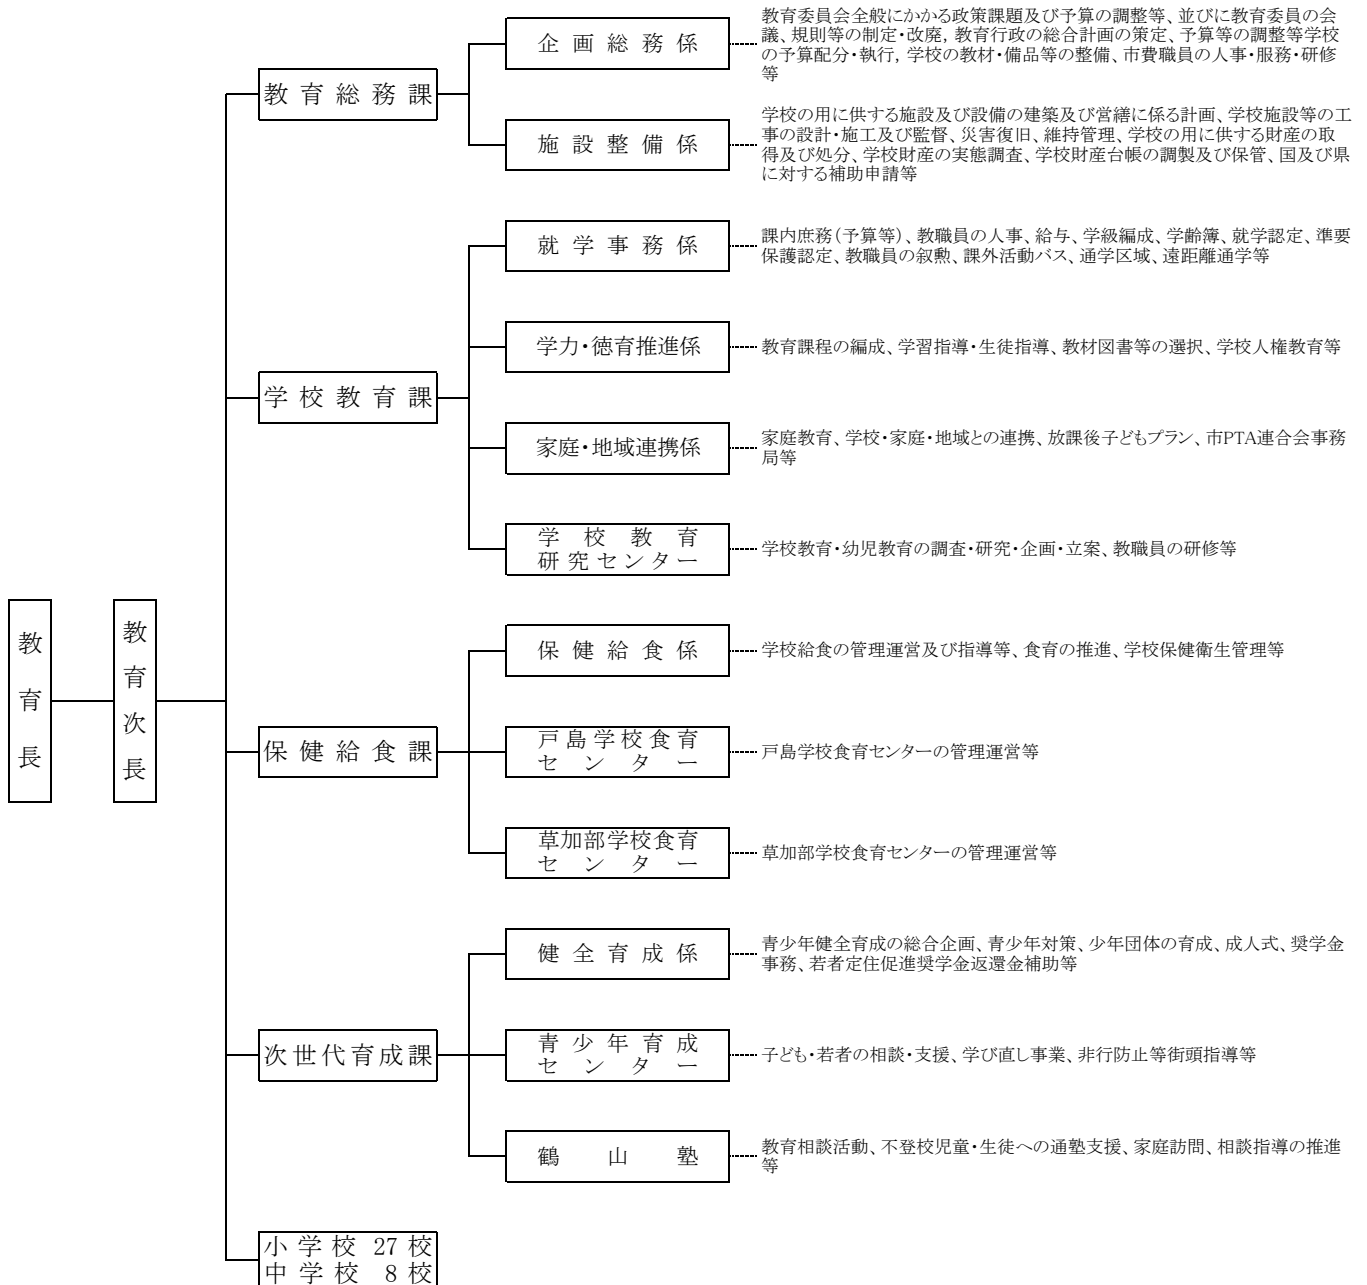 教育長
教育次長
教育総務課
企画総務係
教育委員会全般にかかる政策課題及び予算の調整等、並びに教育委員の会
議、規則等の制定・改廃, 教育行政の総合計画の策定、予算等の調整等学校
の予算配分・執行, 学校の教材・備品等の整備、市費職員の人事・服務・研修
等
施設整備係
学校の用に供する施設及び設備の建築及び営繕に係る計画、学校施設等の工
事の設計・施工及び監督、災害復旧、維持管理、学校の用に供する財産の取
得及び処分、学校財産の実態調査、学校財産台帳の調製及び保管、国及び県
に対する補助申請等
学校教育課
就学事務係
課内庶務(予算等)、教職員の人事、給与、学級編成、学齢簿、就学認定、準要
保護認定、教職員の叙勲、課外活動バス、通学区域、遠距離通学等
学力・徳育推進係
教育課程の編成、学習指導・生徒指導、教材図書等の選択、学校人権教育等
家庭・地域連携係
家庭教育、学校・家庭・地域との連携、放課後子どもプラン、市PTA連合会事務
局等
学校教育
研究センター
学校教育・幼児教育の調査・研究・企画・立案、教職員の研修等
保健給食課
保健給食係
学校給食の管理運営及び指導等、食育の推進、学校保健衛生管理等
戸島学校食育
センター
戸島学校食育センターの管理運営等
草加部学校食育
センター
草加部学校食育センターの管理運営等
次世代育成課
健全育成係
青少年健全育成の総合企画、青少年対策、少年団体の育成、成人式、奨学金
事務、若者定住促進奨学金返還金補助等
青少年育成
センター
子ども・若者の相談・支援、学び直し事業、非行防止等街頭指導等
鶴山塾
教育相談活動、不登校児童・生徒への通塾支援、家庭訪問、相談指導の推進
等
小学校 27校
中学校 8校